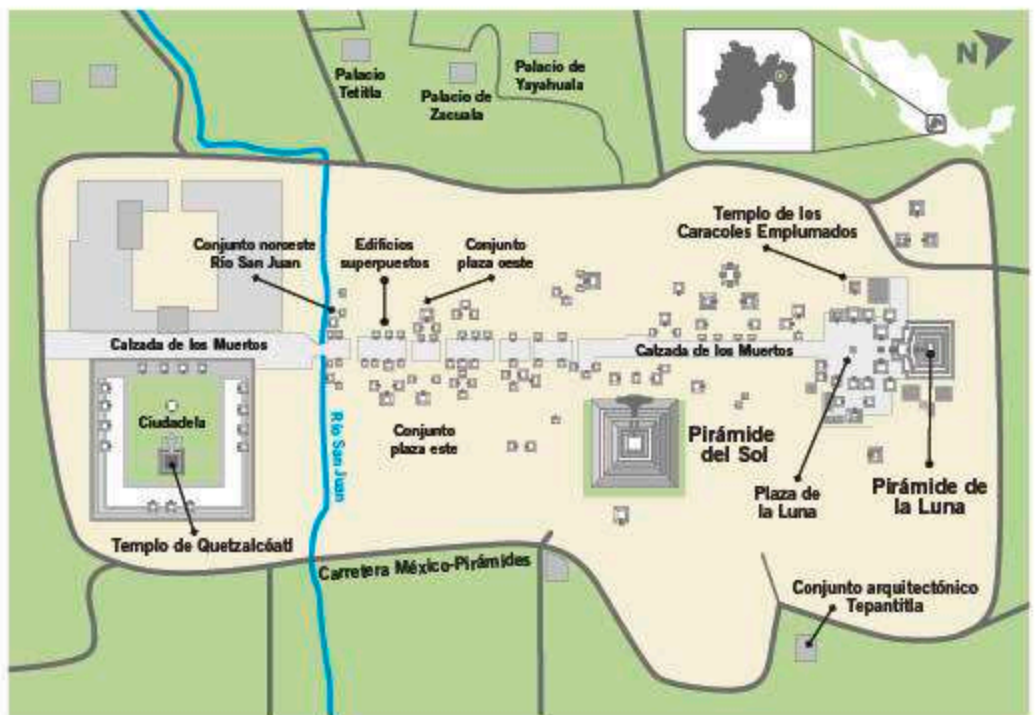 N
Palacio
Tetitla
Palacio de
Zacuala
Palacio de
Yayahuala
Templo de los
Caracoles Emplumados
Conjunto noroeste
Río San Juan
Edificios
superpuestos
Conjunto
plaza oeste
Calzada de los Muertos
Calzada de los Muertos
Ciudadela
Río San Juan
Conjunto
plaza este
Pirámide
del Sol
Plaza de
la Luna
Pirámide de
la Luna
Templo de Quetzalcóatl
Carretera México-Pirámides
Conjunto arquitectónico
Tepantitla